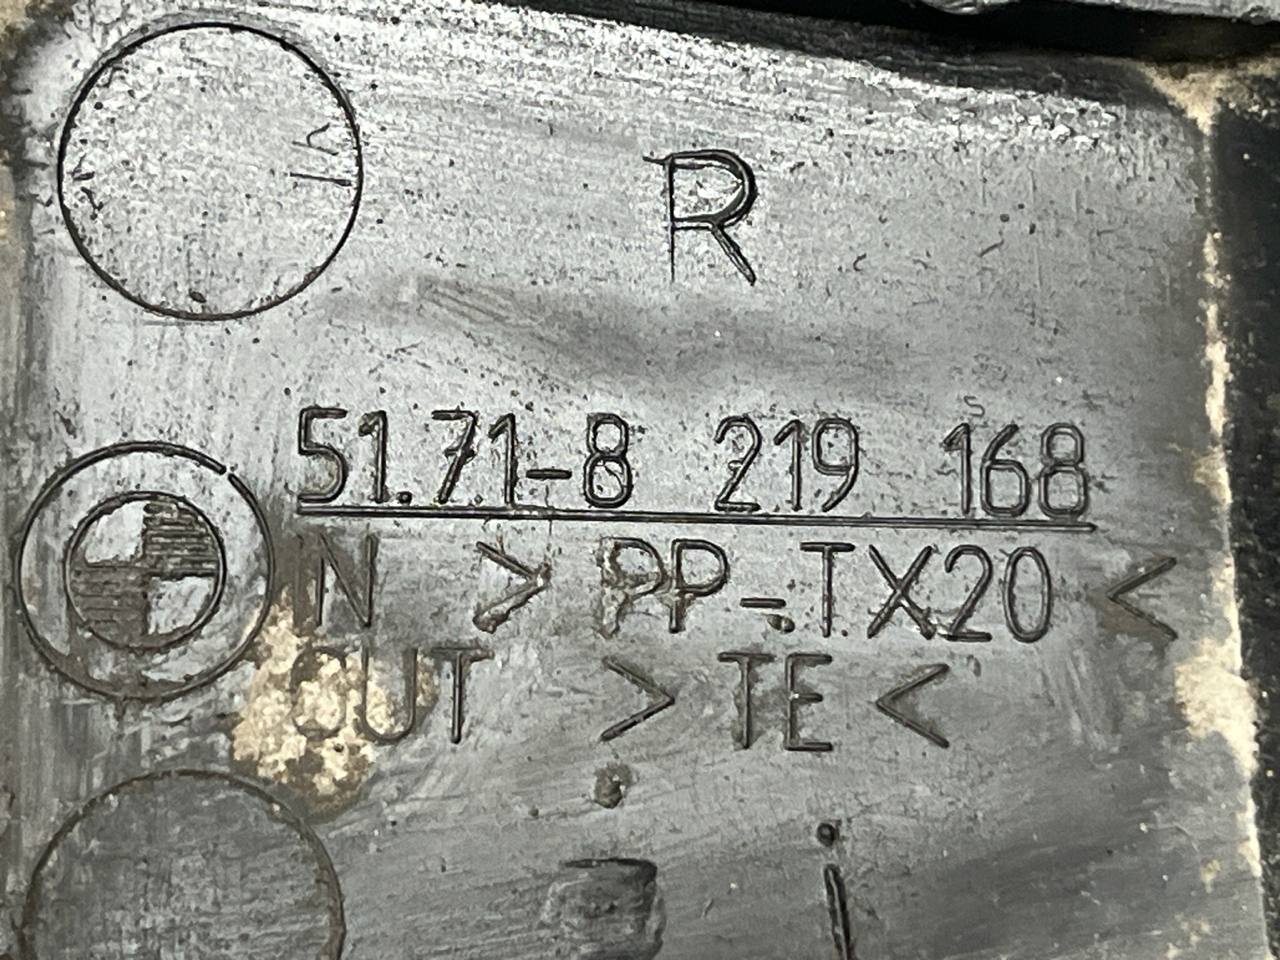 R
51.71-8 219 168
IN >PP-TX20<
OUT >TE<